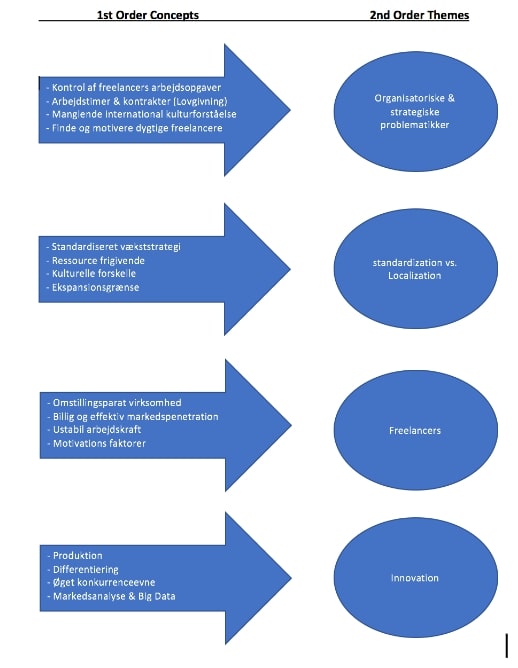 1st Order Concepts
2nd Order Themes
- Kontrol af freelancers arbejdsopgaver
- Arbejdstimer & kontrakter (Lovgivning)
- Manglende international kulturforståelse
- Finde og motivere dygtige freelancere
Organisatoriske &
strategiske
problematikker
- Standardiseret vækststrategi
- Ressource frigivende
- Kulturelle forskelle
- Ekspansionsgrænse
standardization vs.
Localization
- Omstillingsparat virksomhed
- Billig og effektiv markedspenetration
- Ustabil arbejdskraft
- Motivations faktorer
Freelancers
- Produktion
- Differentiering
- Øget konkurrenceevne
- Markedsanalyse & Big Data
Innovation